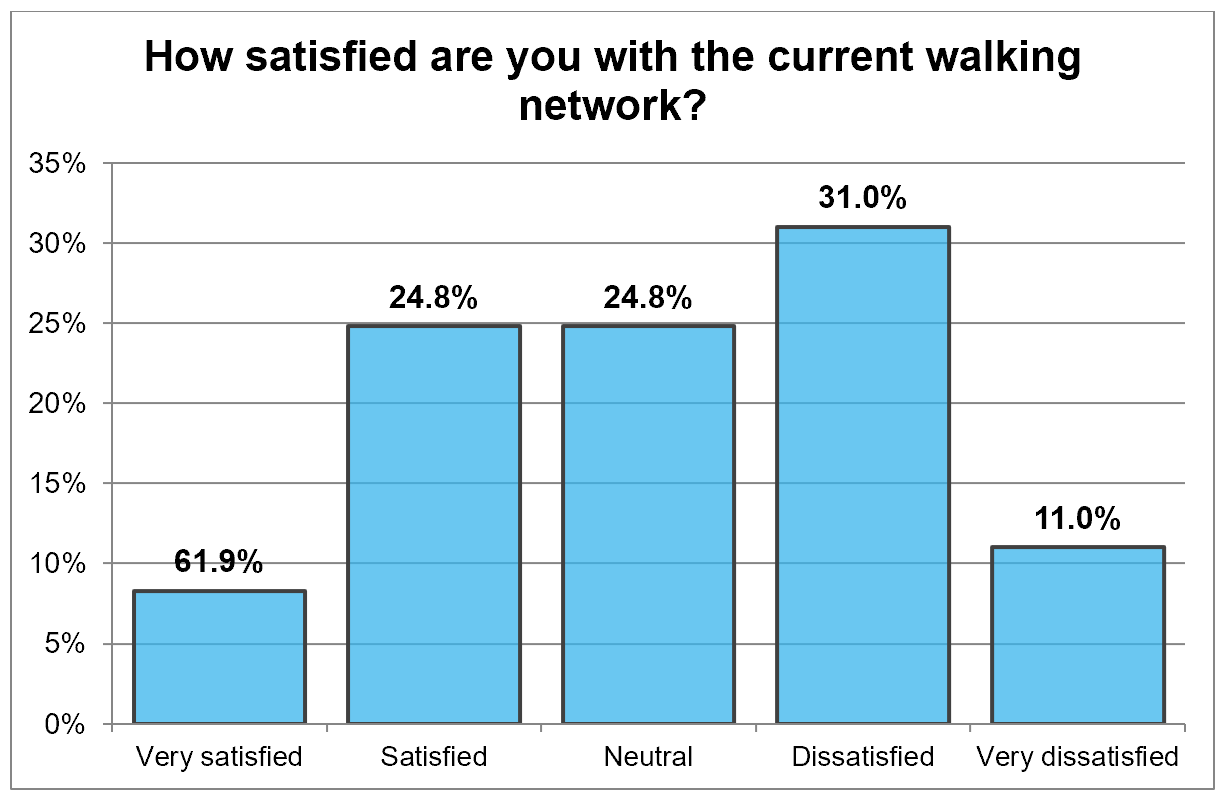 How satisfied are you with the current walking
network?
35%
30%
25%
20%
15%
10%
5%
0%
61.9%
24.8%
24.8%
31.0%
11.0%
Very satisfied
Satisfied
Neutral
Dissatisfied
Very dissatisfied